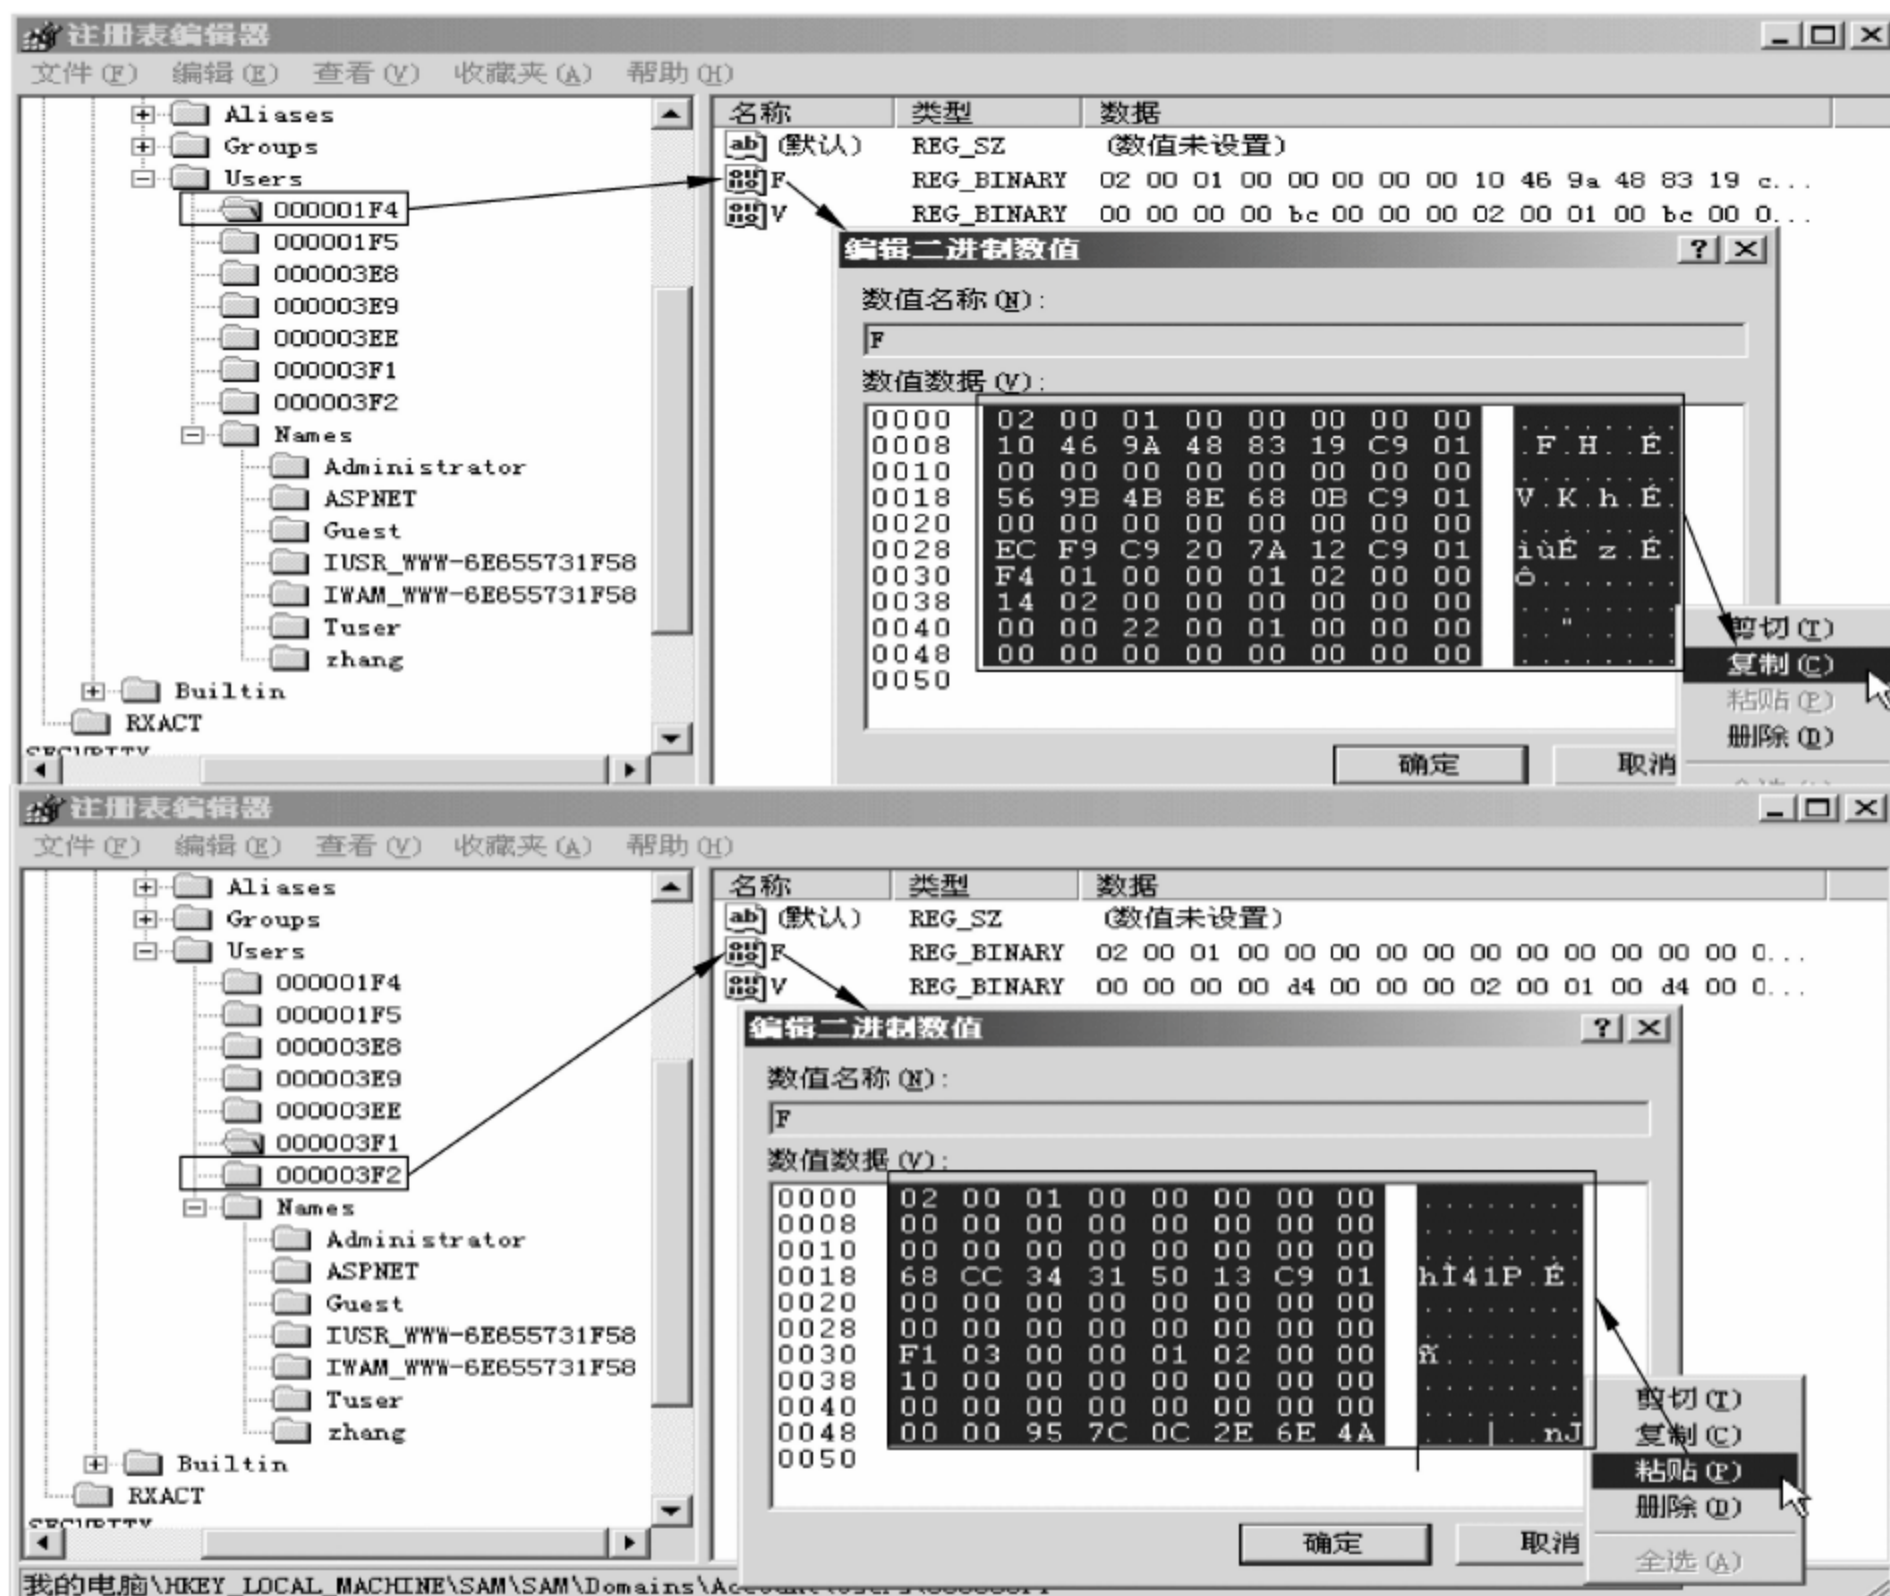 注册表编辑器
文件(F) 编辑(E) 查看(V) 收藏夹(A) 帮助(H)
Aliases
Groups
Users
000001F4
000001F5
000003E8
000003E9
000003EE
000003F1
000003F2
Names
Administrator
ASPNET
Guest
IUSR_WWW-6E655731F58
IWAM_WWW-6E655731F58
Tuser
zhang
Builtin
RXACT
SECURITY
名称 类型 数据
(默认) REG_SZ (数值未设置)
F REG_BINARY 02 00 01 00 00 00 00 00 10 46 9a 48 83 19 c...
V REG_BINARY 00 00 00 00 bc 00 00 00 02 00 01 00 bc 00 0...
编辑二进制数值
数值名称(N):
F
数值数据(V):
0000 02 00 01 00 00 00 00 00 ........
0008 10 46 9A 48 83 19 C9 01 .F.H..É.
0010 00 00 00 00 00 00 00 00 ........
0018 56 9B 4B 8E 68 0B C9 01 V.K.h.É.
0020 00 00 00 00 00 00 00 00 ........
0028 EC F9 C9 20 7A 12 C9 01 ìùÉ z.É.
0030 F4 01 00 00 01 02 00 00 ô.......
0038 14 02 00 00 00 00 00 00 ........
0040 00 00 22 00 01 00 00 00 ..".....
0048 00 00 00 00 00 00 00 00 ........
0050
剪切(T)
复制(C)
粘贴(P)
删除(D)
确定 取消
注册表编辑器
文件(F) 编辑(E) 查看(V) 收藏夹(A) 帮助(H)
Aliases
Groups
Users
000001F4
000001F5
000003E8
000003E9
000003EE
000003F1
000003F2
Names
Administrator
ASPNET
Guest
IUSR_WWW-6E655731F58
IWAM_WWW-6E655731F58
Tuser
zhang
Builtin
RXACT
SECURITY
名称 类型 数据
(默认) REG_SZ (数值未设置)
F REG_BINARY 02 00 01 00 00 00 00 00 00 00 00 00 00 00 0...
V REG_BINARY 00 00 00 00 d4 00 00 00 02 00 01 00 d4 00 0...
编辑二进制数值
数值名称(N):
F
数值数据(V):
0000 02 00 01 00 00 00 00 00 ........
0008 00 00 00 00 00 00 00 00 ........
0010 00 00 00 00 00 00 00 00 ........
0018 68 CC 34 31 50 13 C9 01 hÌ41P.É.
0020 00 00 00 00 00 00 00 00 ........
0028 00 00 00 00 00 00 00 00 ........
0030 F1 03 00 00 01 02 00 00 ñ.......
0038 10 00 00 00 00 00 00 00 ........
0040 00 00 00 00 00 00 00 00 ........
0048 00 00 95 7C 0C 2E 6E 4A ...|..nJ
0050
剪切(T)
复制(C)
粘贴(P)
删除(D)
全选(A)
确定 取消
我的电脑\HKEY_LOCAL_MACHINE\SAM\SAM\Domains\